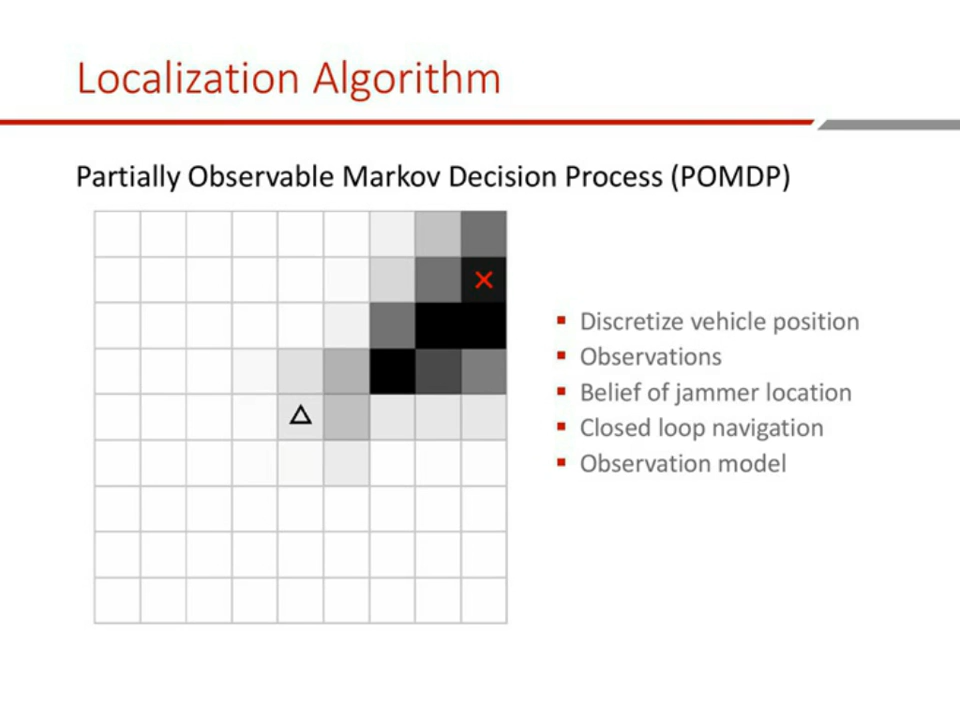 Localization Algorithm
Partially Observable Markov Decision Process (POMDP)
Discretize vehicle position
Observations
Belief of jammer location
Closed loop navigation
Observation model